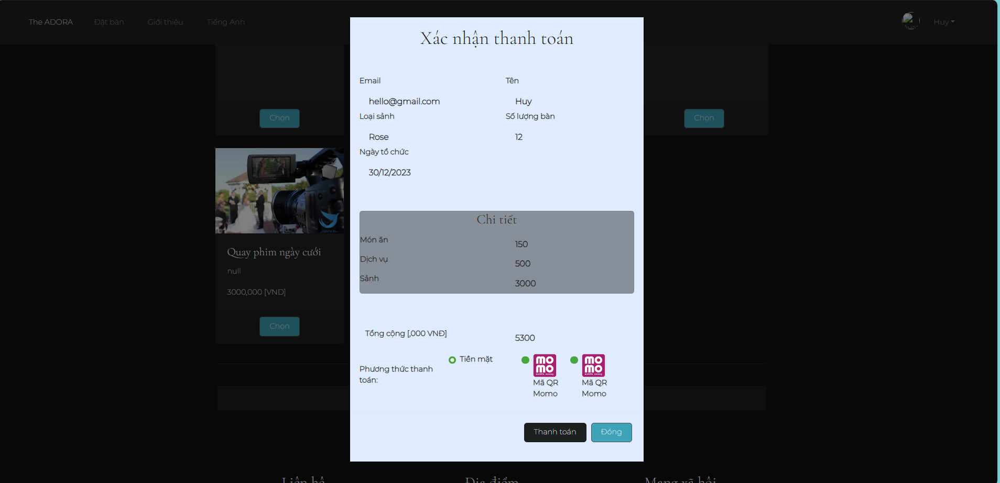 The ADORA
Đặt bàn
Giới thiệu
Tiếng Anh
Huy
Xác nhận thanh toán
Email
Tên
hello@gmail.com
Huy
Loại sảnh
Số lượng bàn
Rose
12
Ngày tổ chức
30/12/2023
Chi tiết
Món ăn
150
Dịch vụ
500
Sảnh
3000
Tổng cộng [,000 VNĐ]
5300
Phương thức thanh
toán:
Tiền mặt
mo
mo
mobile money
Mã QR
Momo
mo
mo
mobile money
Mã QR
Momo
Thanh toán
Đóng
Chọn
Chọn
Quay phim ngày cưới
null
3000,000 [VND]
Chọn
Liên hệ
Địa điểm
Mạng xã hội